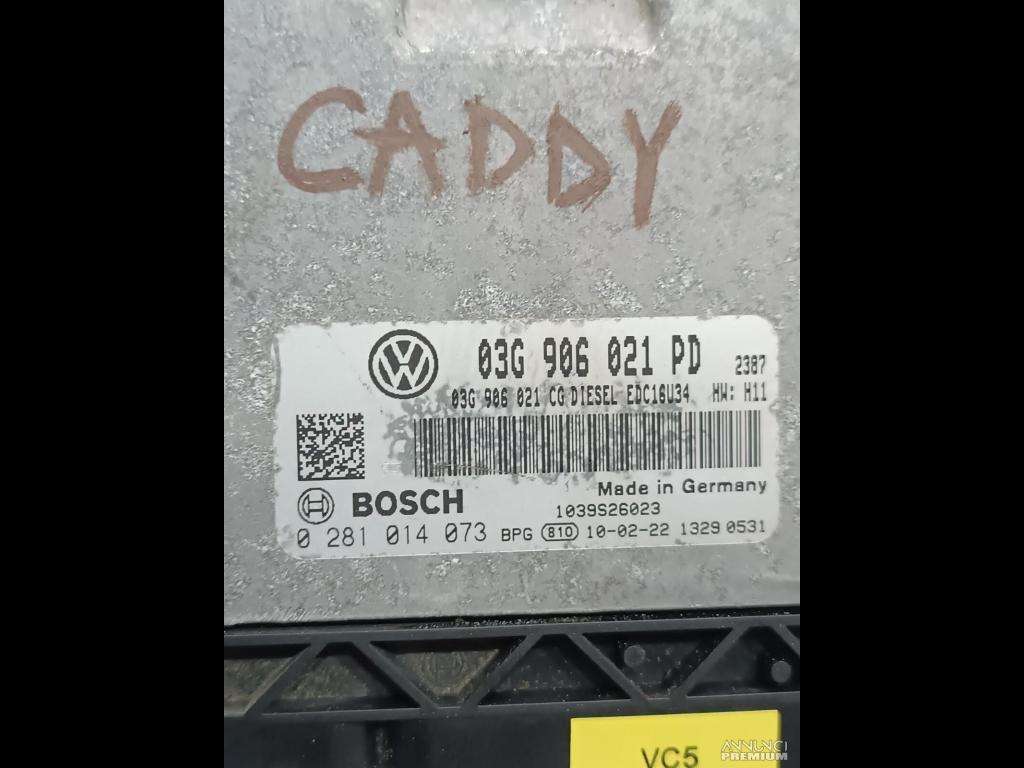 CADDY
03G 906 021 PD 2387
03G 906 021 CG DIESEL EDC16U34 HW: H11
Made in Germany
BOSCH
1039S26023
0 281 014 073 BPG 810 10-02-22 1329 0531
VC5
ANNUNCI
PREMIUM